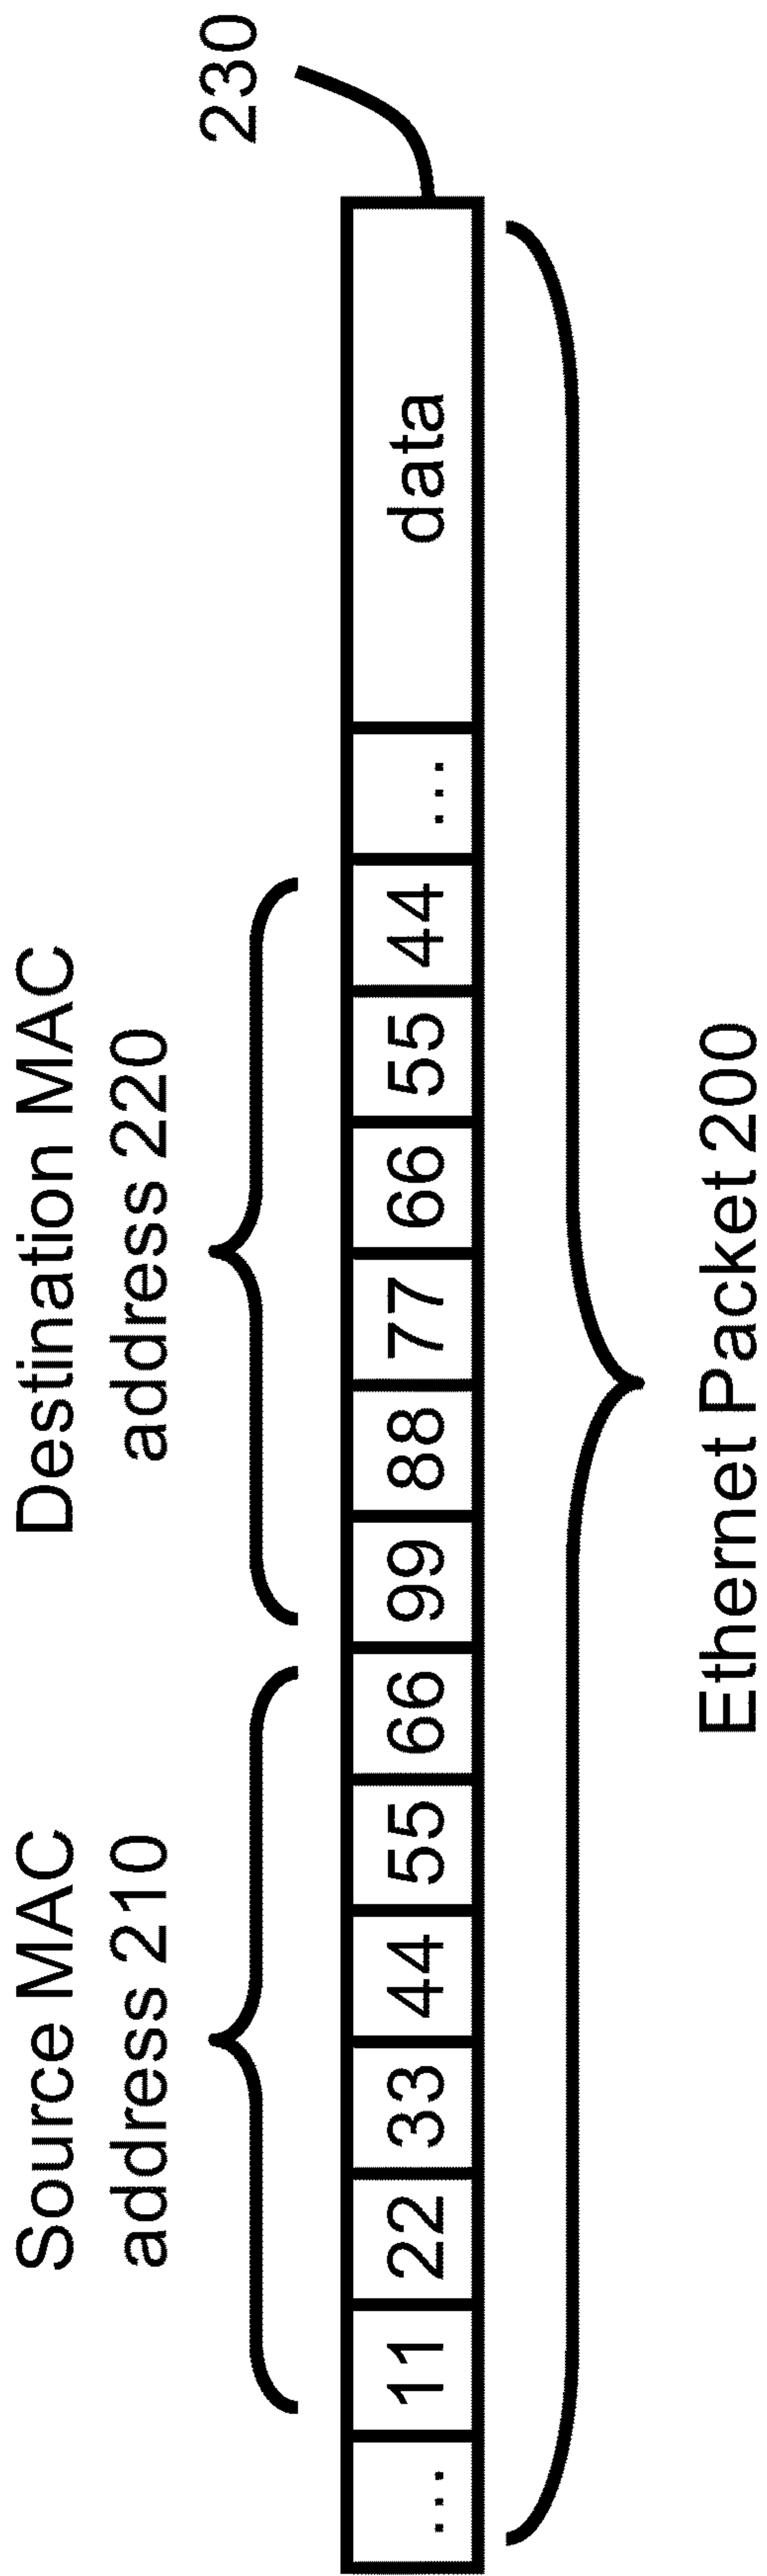 Source MAC
address 210
Destination MAC
address 220
230
... 11 22 33 44 55 66 99 88 77 66 55 44 ... data
Ethernet Packet 200